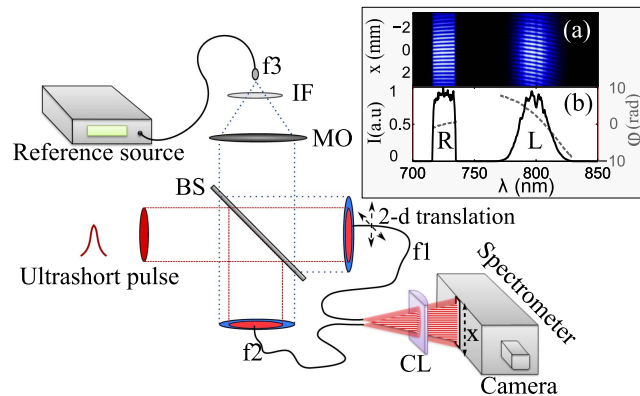 f3
IF
MO
Reference source
BS
2-d translation
f1
Ultrashort pulse
f2
CL
x
Spectrometer
Camera
(a)
x (mm)
-2
0
2
(b)
I(a.u)
1
0.5
0
R
L
10
0
-10
φ(rad)
700
750
800
850
λ (nm)